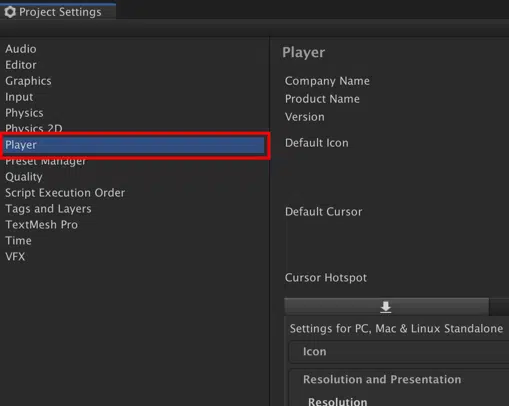 Project Settings
Audio
Editor
Graphics
Input
Physics
Physics 2D
Player
Preset Manager
Quality
Script Execution Order
Tags and Layers
TextMesh Pro
Time
VFX
Player
Company Name
Product Name
Version
Default Icon
Default Cursor
Cursor Hotspot
Settings for PC, Mac & Linux Standalone
Icon
Resolution and Presentation
Resolution